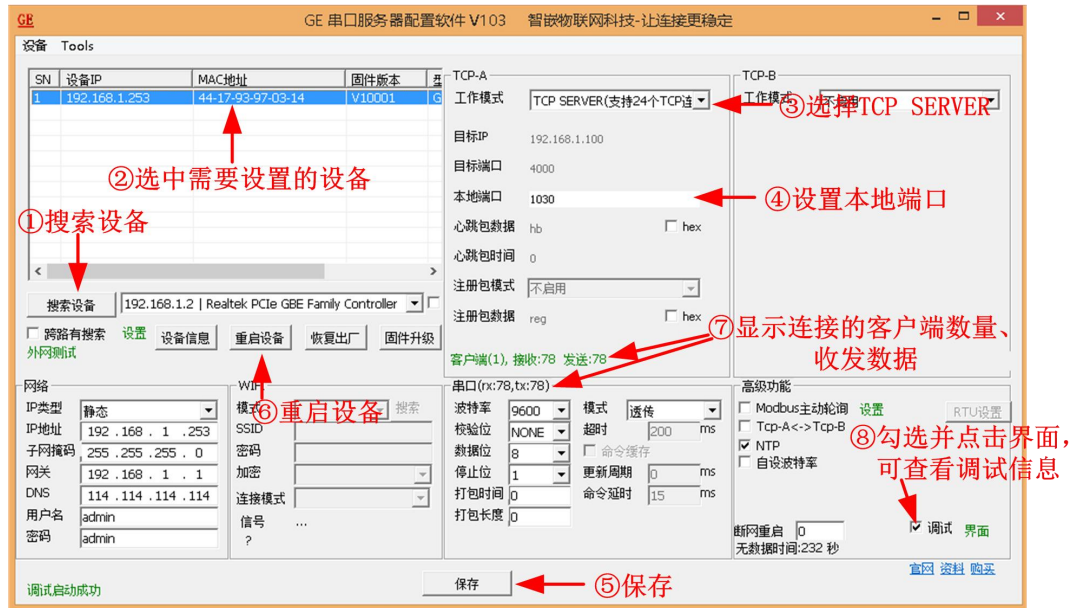 GE
GE 串口服务器配置软件 V103 智嵌物联网科技-让连接更稳定
设备 Tools
SN 设备IP MAC地址 固件版本
1 192.168.1.253 44-17-93-97-03-14 V10001 G
②选中需要设置的设备
①搜索设备
搜索设备 192.168.1.2 | Realtek PCIe GBE Family Controller
跨路有搜索 设置 设备信息 重启设备 恢复出厂 固件升级
外网测试
⑥重启设备
TCP-A
工作模式 TCP SERVER(支持24个TCP连
③选择TCP SERVER
目标IP 192.168.1.100
目标端口 4000
本地端口 1030
④设置本地端口
心跳包数据 hb hex
心跳包时间 0
注册包模式 不启用
注册包数据 reg hex
客户端(1), 接收:78 发送:78
⑦显示连接的客户端数量、
收发数据
TCP-B
工作模式 不启用
网络
IP类型 静态
IP地址 192 .168 . 1 .253
子网掩码 255 .255 .255 . 0
网关 192 .168 . 1 . 1
DNS 114 .114 .114 .114
用户名 admin
密码 admin
WIFI
模式 搜索
SSID
密码
加密
连接模式
信号 ...
?
串口(rx:78,tx:78)
波特率 9600 模式 透传
校验位 NONE 超时 200 ms
数据位 8 命令缓存
停止位 1 更新周期 0 ms
打包时间 0 命令延时 15 ms
打包长度 0
高级功能
Modbus主动轮询 设置 RTU设置
Tcp-A<->Tcp-B
NTP
自设波特率
⑧勾选并点击界面，
可查看调试信息
断网重启 0 调试 界面
无数据时间:232 秒
调试启动成功
保存
⑤保存
官网 资料 购买